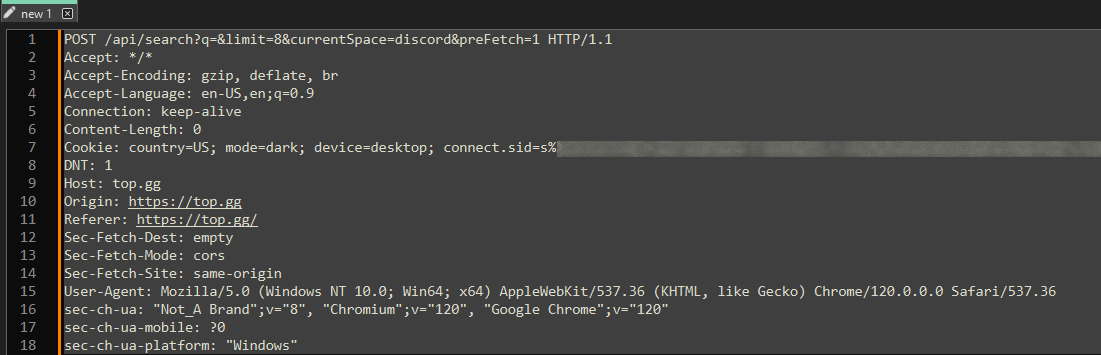 new 1
1 POST /api/search?q=&limit=8&currentSpace=discord&preFetch=1 HTTP/1.1
2 Accept: */*
3 Accept-Encoding: gzip, deflate, br
4 Accept-Language: en-US,en;q=0.9
5 Connection: keep-alive
6 Content-Length: 0
7 Cookie: country=US; mode=dark; device=desktop; connect.sid=s%
8 DNT: 1
9 Host: top.gg
10 Origin: https://top.gg
11 Referer: https://top.gg/
12 Sec-Fetch-Dest: empty
13 Sec-Fetch-Mode: cors
14 Sec-Fetch-Site: same-origin
15 User-Agent: Mozilla/5.0 (Windows NT 10.0; Win64; x64) AppleWebKit/537.36 (KHTML, like Gecko) Chrome/120.0.0.0 Safari/537.36
16 sec-ch-ua: "Not_A Brand";v="8", "Chromium";v="120", "Google Chrome";v="120"
17 sec-ch-ua-mobile: ?0
18 sec-ch-ua-platform: "Windows"